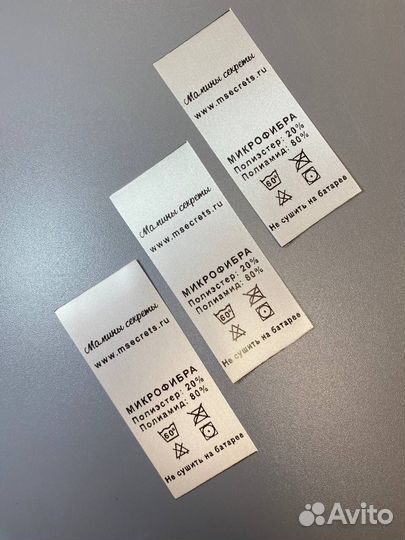 Мамины секреты
www.msecrets.ru
МИКРОФИБРА
Полиэстер: 20%
Полиамид: 80%
60°
Не сушить на батарее
Мамины секреты
www.msecrets.ru
МИКРОФИБРА
Полиэстер: 20%
Полиамид: 80%
60°
Не сушить на батарее
Мамины секреты
www.msecrets.ru
МИКРОФИБРА
Полиэстер: 20%
Полиамид: 80%
60°
Не сушить на батарее
Avito